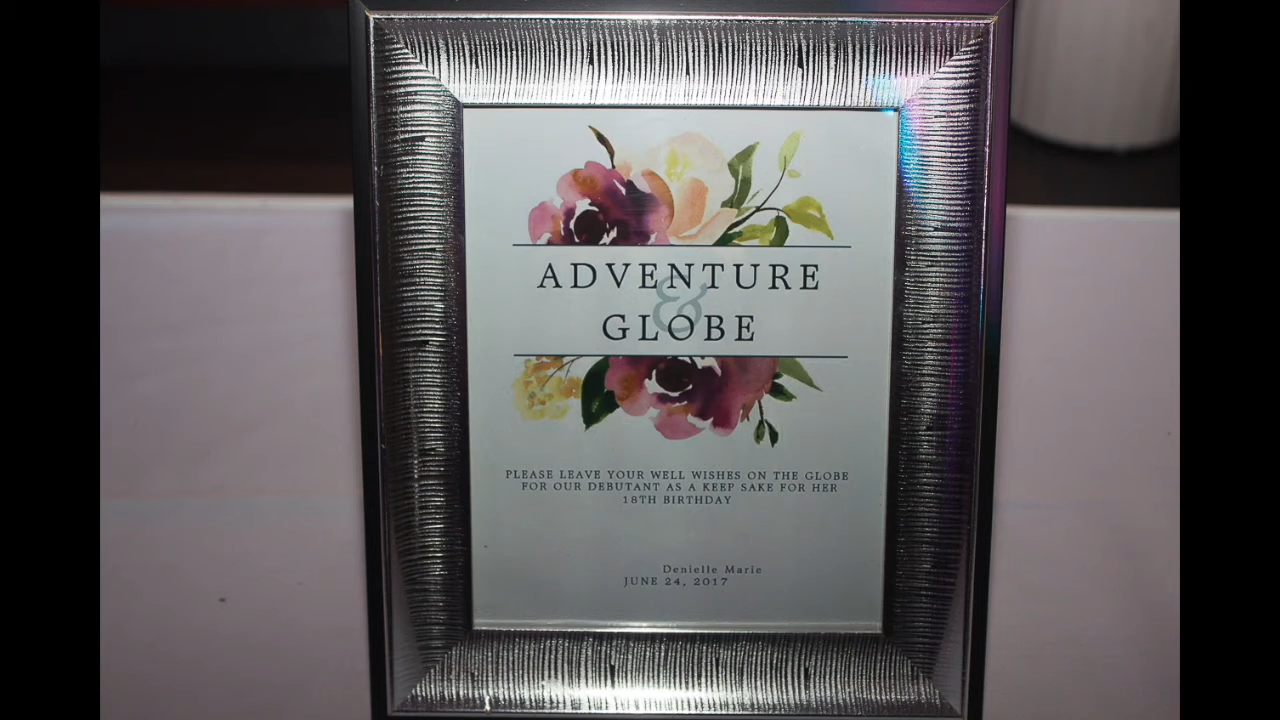 ADVENTURE
&
GLOBE
PLEASE LEAVE YOUR WELL WISHES ON THE GLOBE
FOR OUR DEBUTANT AS A KEEP SAKE FOR HER
18TH BIRTHDAY
Denielle Marie
JUNE 24, 2017